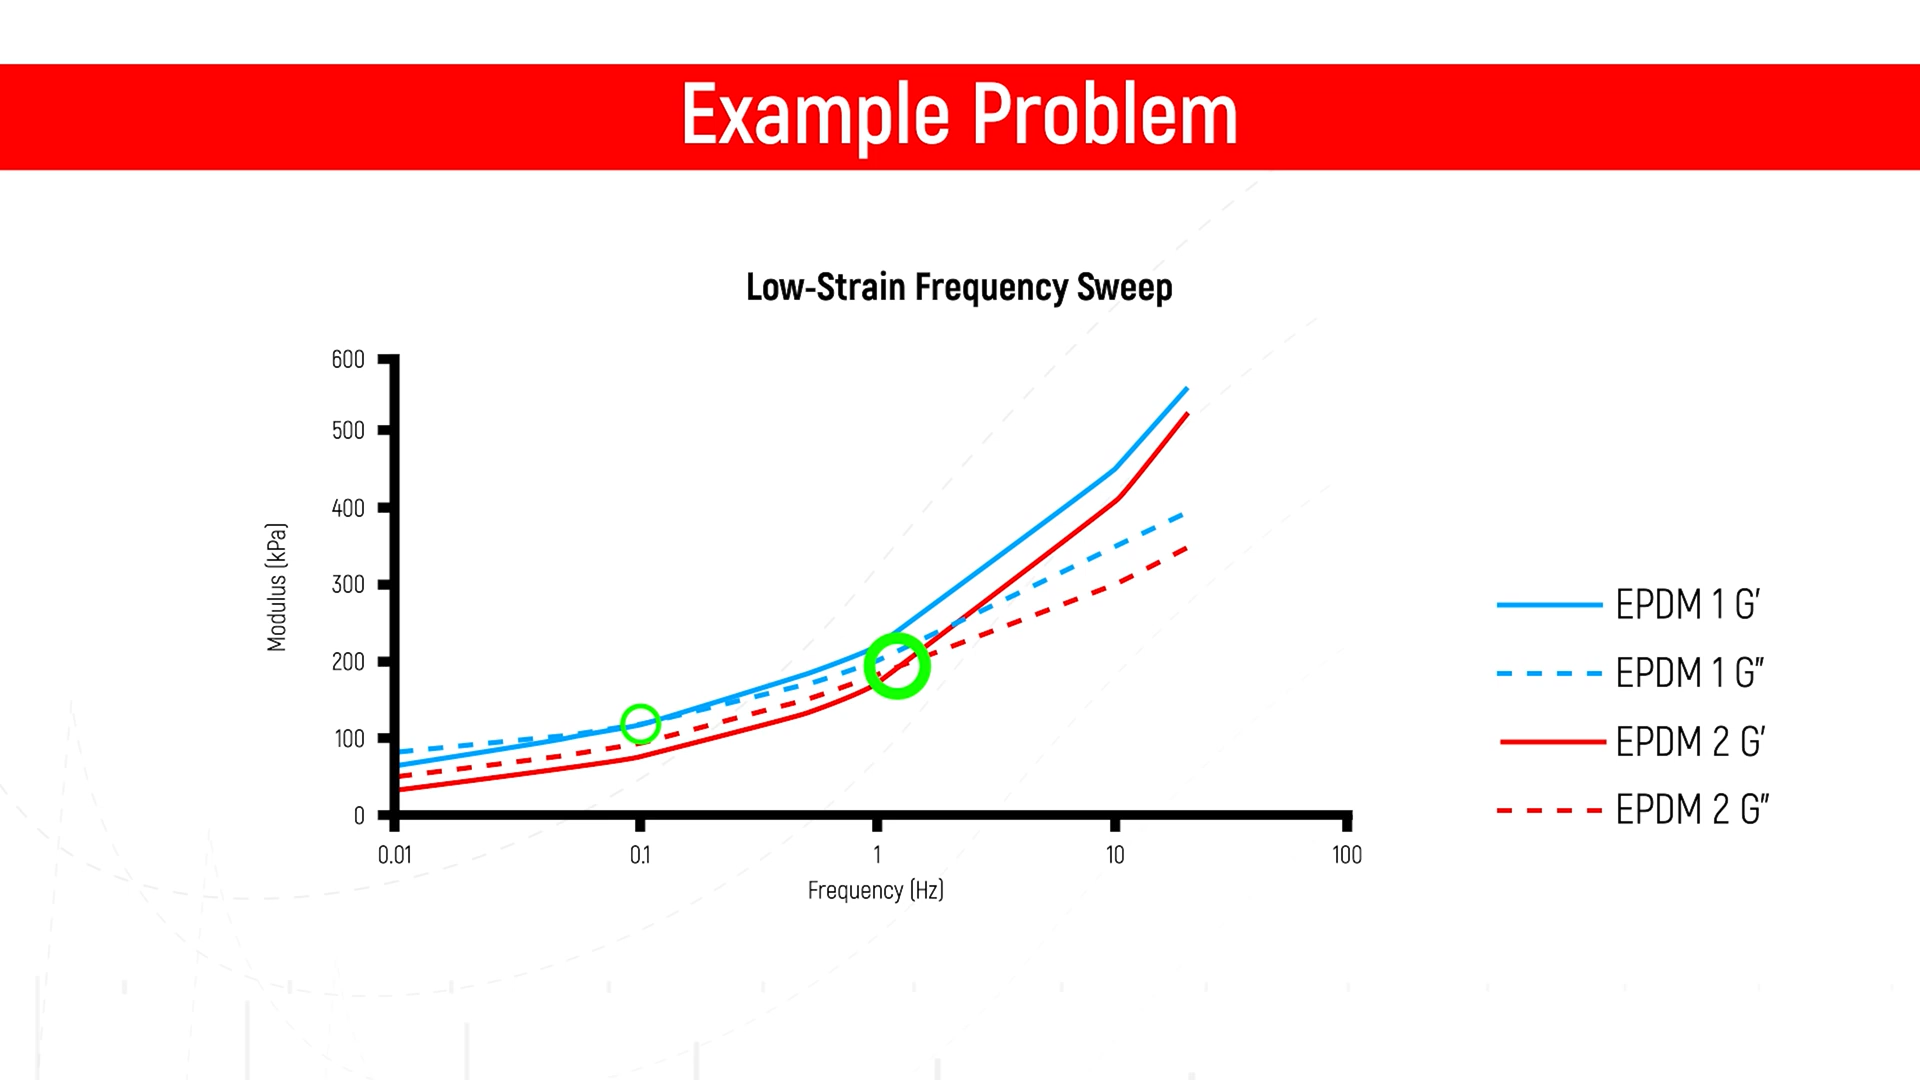 Example Problem
Low-Strain Frequency Sweep
600
500
400
300
200
100
0
Modulus (kPa)
0.01 0.1 1 10 100
Frequency (Hz)
EPDM 1 G′
EPDM 1 G″
EPDM 2 G′
EPDM 2 G″